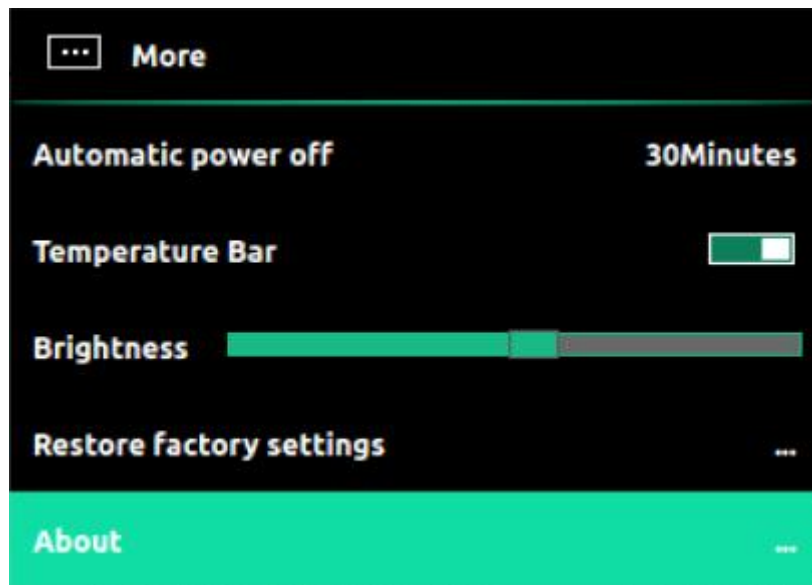 ... More
Automatic power off 30Minutes
Temperature Bar
Brightness
Restore factory settings ...
About ...